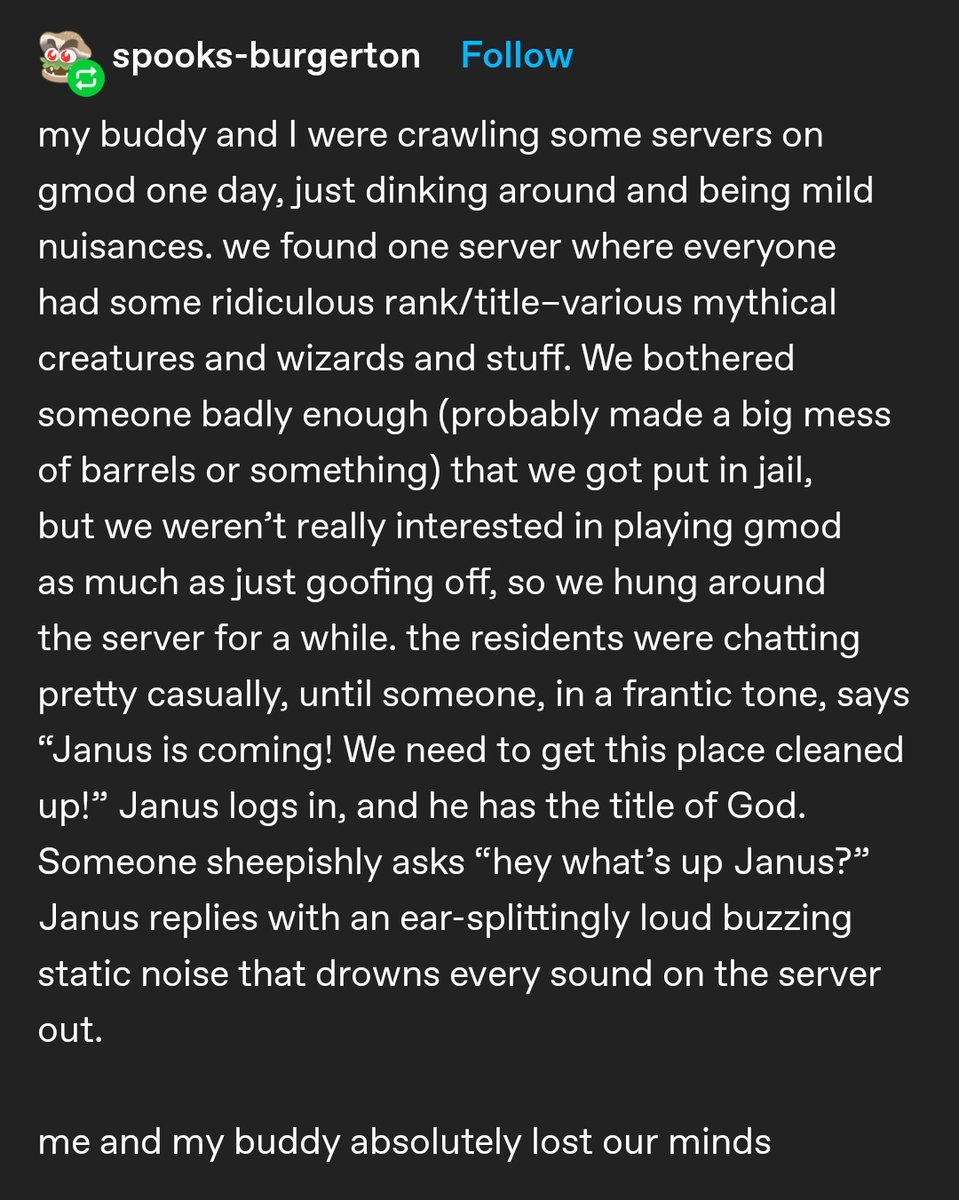 spooks-burgerton Follow
my buddy and I were crawling some servers on
gmod one day, just dinking around and being mild
nuisances. we found one server where everyone
had some ridiculous rank/title–various mythical
creatures and wizards and stuff. We bothered
someone badly enough (probably made a big mess
of barrels or something) that we got put in jail,
but we weren’t really interested in playing gmod
as much as just goofing off, so we hung around
the server for a while. the residents were chatting
pretty casually, until someone, in a frantic tone, says
“Janus is coming! We need to get this place cleaned
up!” Janus logs in, and he has the title of God.
Someone sheepishly asks “hey what’s up Janus?”
Janus replies with an ear-splittingly loud buzzing
static noise that drowns every sound on the server
out.
me and my buddy absolutely lost our minds